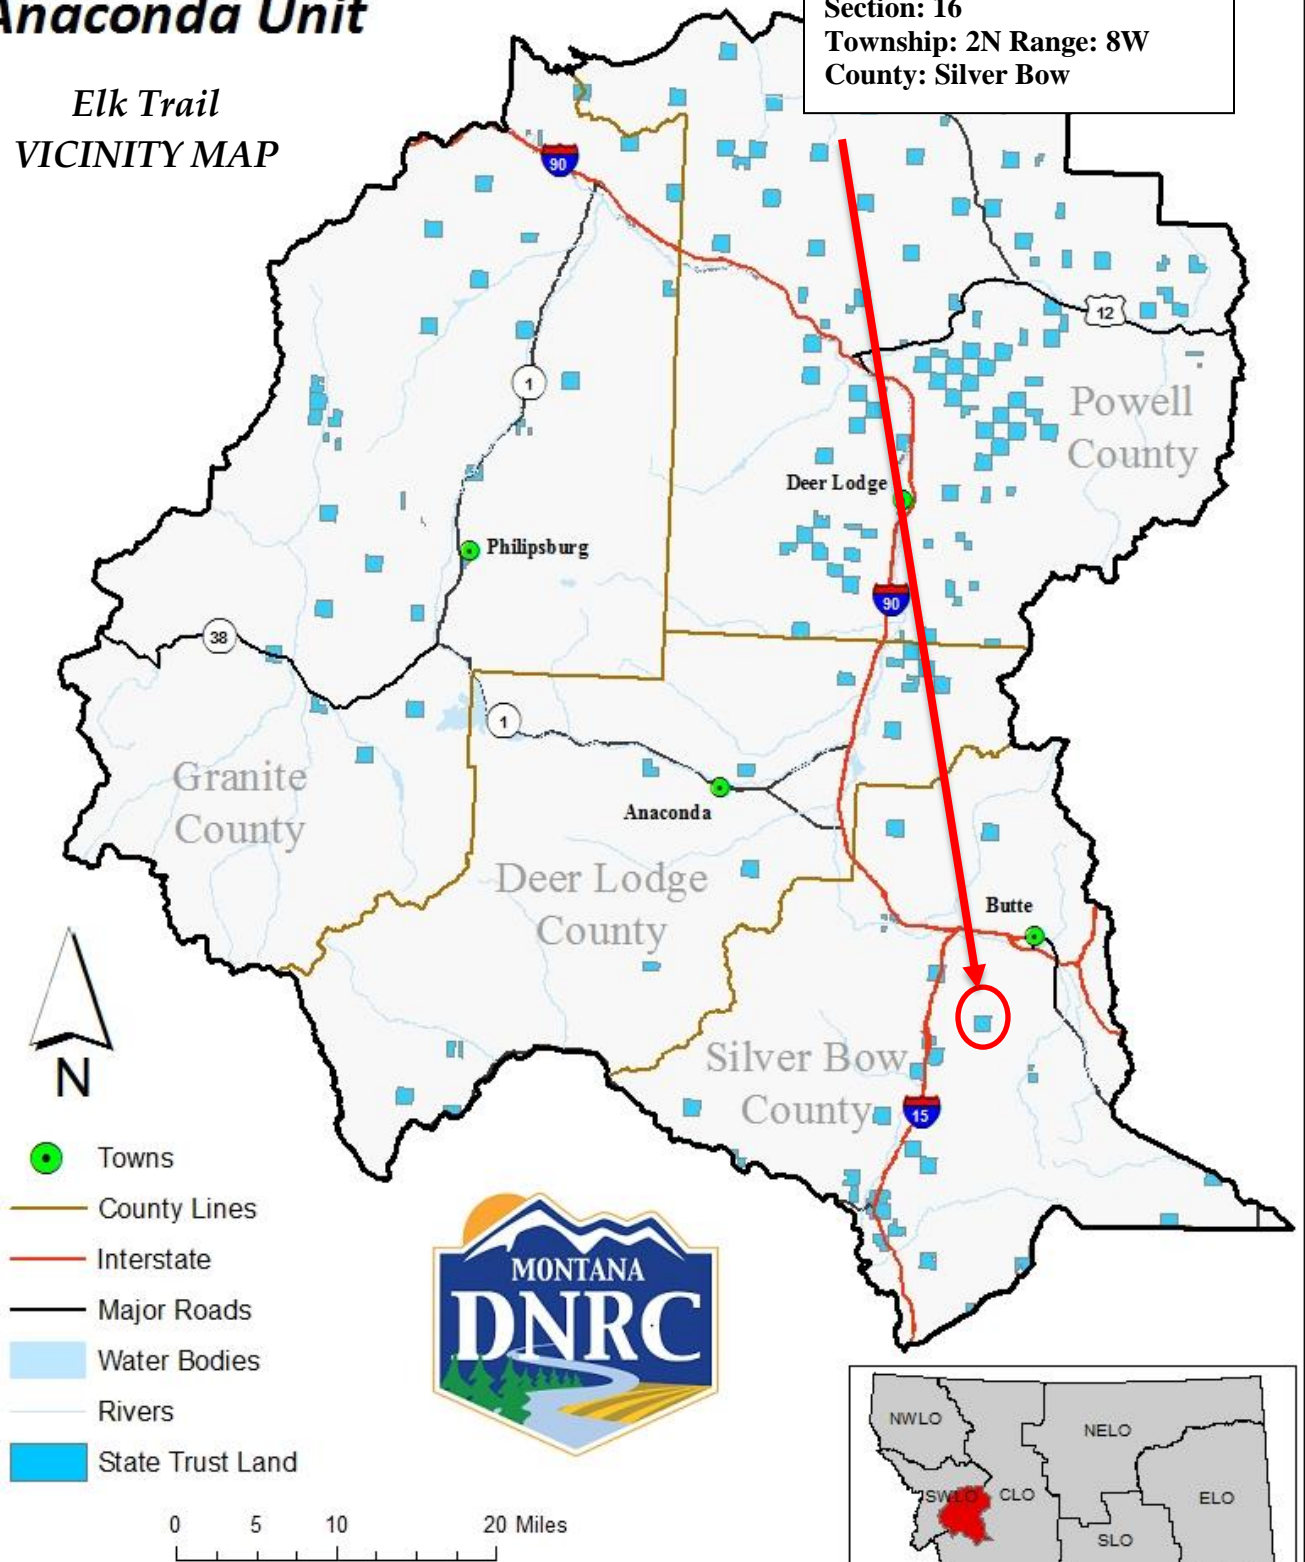 Anaconda Unit
Elk Trail
VICINITY MAP
Section: 16
Township: 2N Range: 8W
County: Silver Bow
90
12
1
Powell
County
Deer Lodge
Philipsburg
90
38
1
Granite
County
Anaconda
Deer Lodge
County
Butte
Silver Bow
County
15
N
Towns
County Lines
Interstate
Major Roads
Water Bodies
Rivers
State Trust Land
MONTANA
DNRC
0 5 10 20 Miles
NWLO
NELO
SWLO
CLO
ELO
SLO